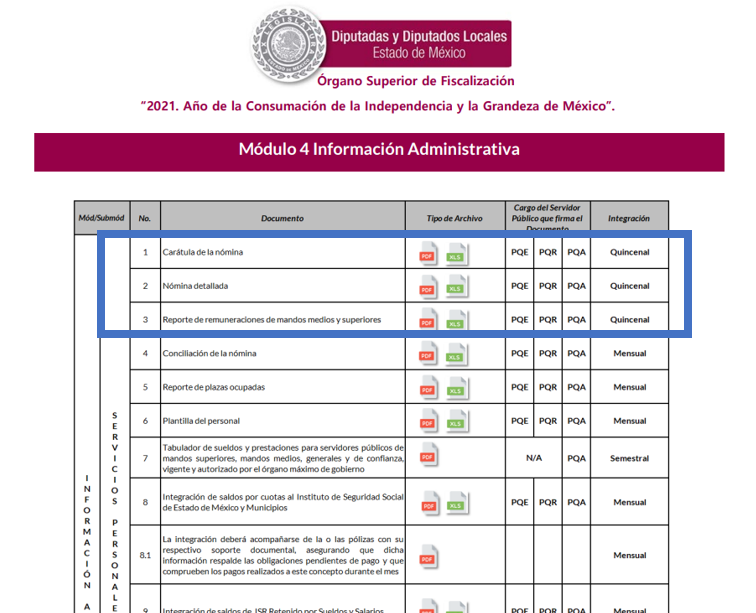 Diputadas y Diputados Locales
Estado de México
Órgano Superior de Fiscalización
“2021. Año de la Consumación de la Independencia y la Grandeza de México”.
Módulo 4 Información Administrativa
Mód/Submód No. Documento Tipo de Archivo Cargo del Servidor Público que firma el Documento Integración
1 Carátula de la nómina PDF XLS PQE PQR PQA Quincenal
2 Nómina detallada PDF XLS PQE PQR PQA Quincenal
3 Reporte de remuneraciones de mandos medios y superiores PDF XLS PQE PQR PQA Quincenal
4 Conciliación de la nómina PDF XLS PQE PQR PQA Mensual
5 Reporte de plazas ocupadas PDF XLS PQE PQR PQA Mensual
6 Plantilla del personal PDF XLS PQE PQR PQA Mensual
7 Tabulador de sueldos y prestaciones para servidores públicos de
mandos superiores, mandos medios, generales y de confianza,
vigente y autorizado por el órgano máximo de gobierno PDF N/A PQA Semestral
8 Integración de saldos por cuotas al Instituto de Seguridad Social
de Estado de México y Municipios PDF XLS PQE PQR PQA Mensual
8.1 La integración deberá acompañarse de la o las pólizas con su
respectivo soporte documental, asegurando que dicha
información respalde las obligaciones pendientes de pago y que
comprueben los pagos realizados a este concepto durante el mes PDF Mensual
9 Integración de saldos de ISR Retenido por Sueldos y Salarios PDF XLS PQE PQR PQA Mensual
INFORMACIÓN A
SERVICIOS PERSONALE